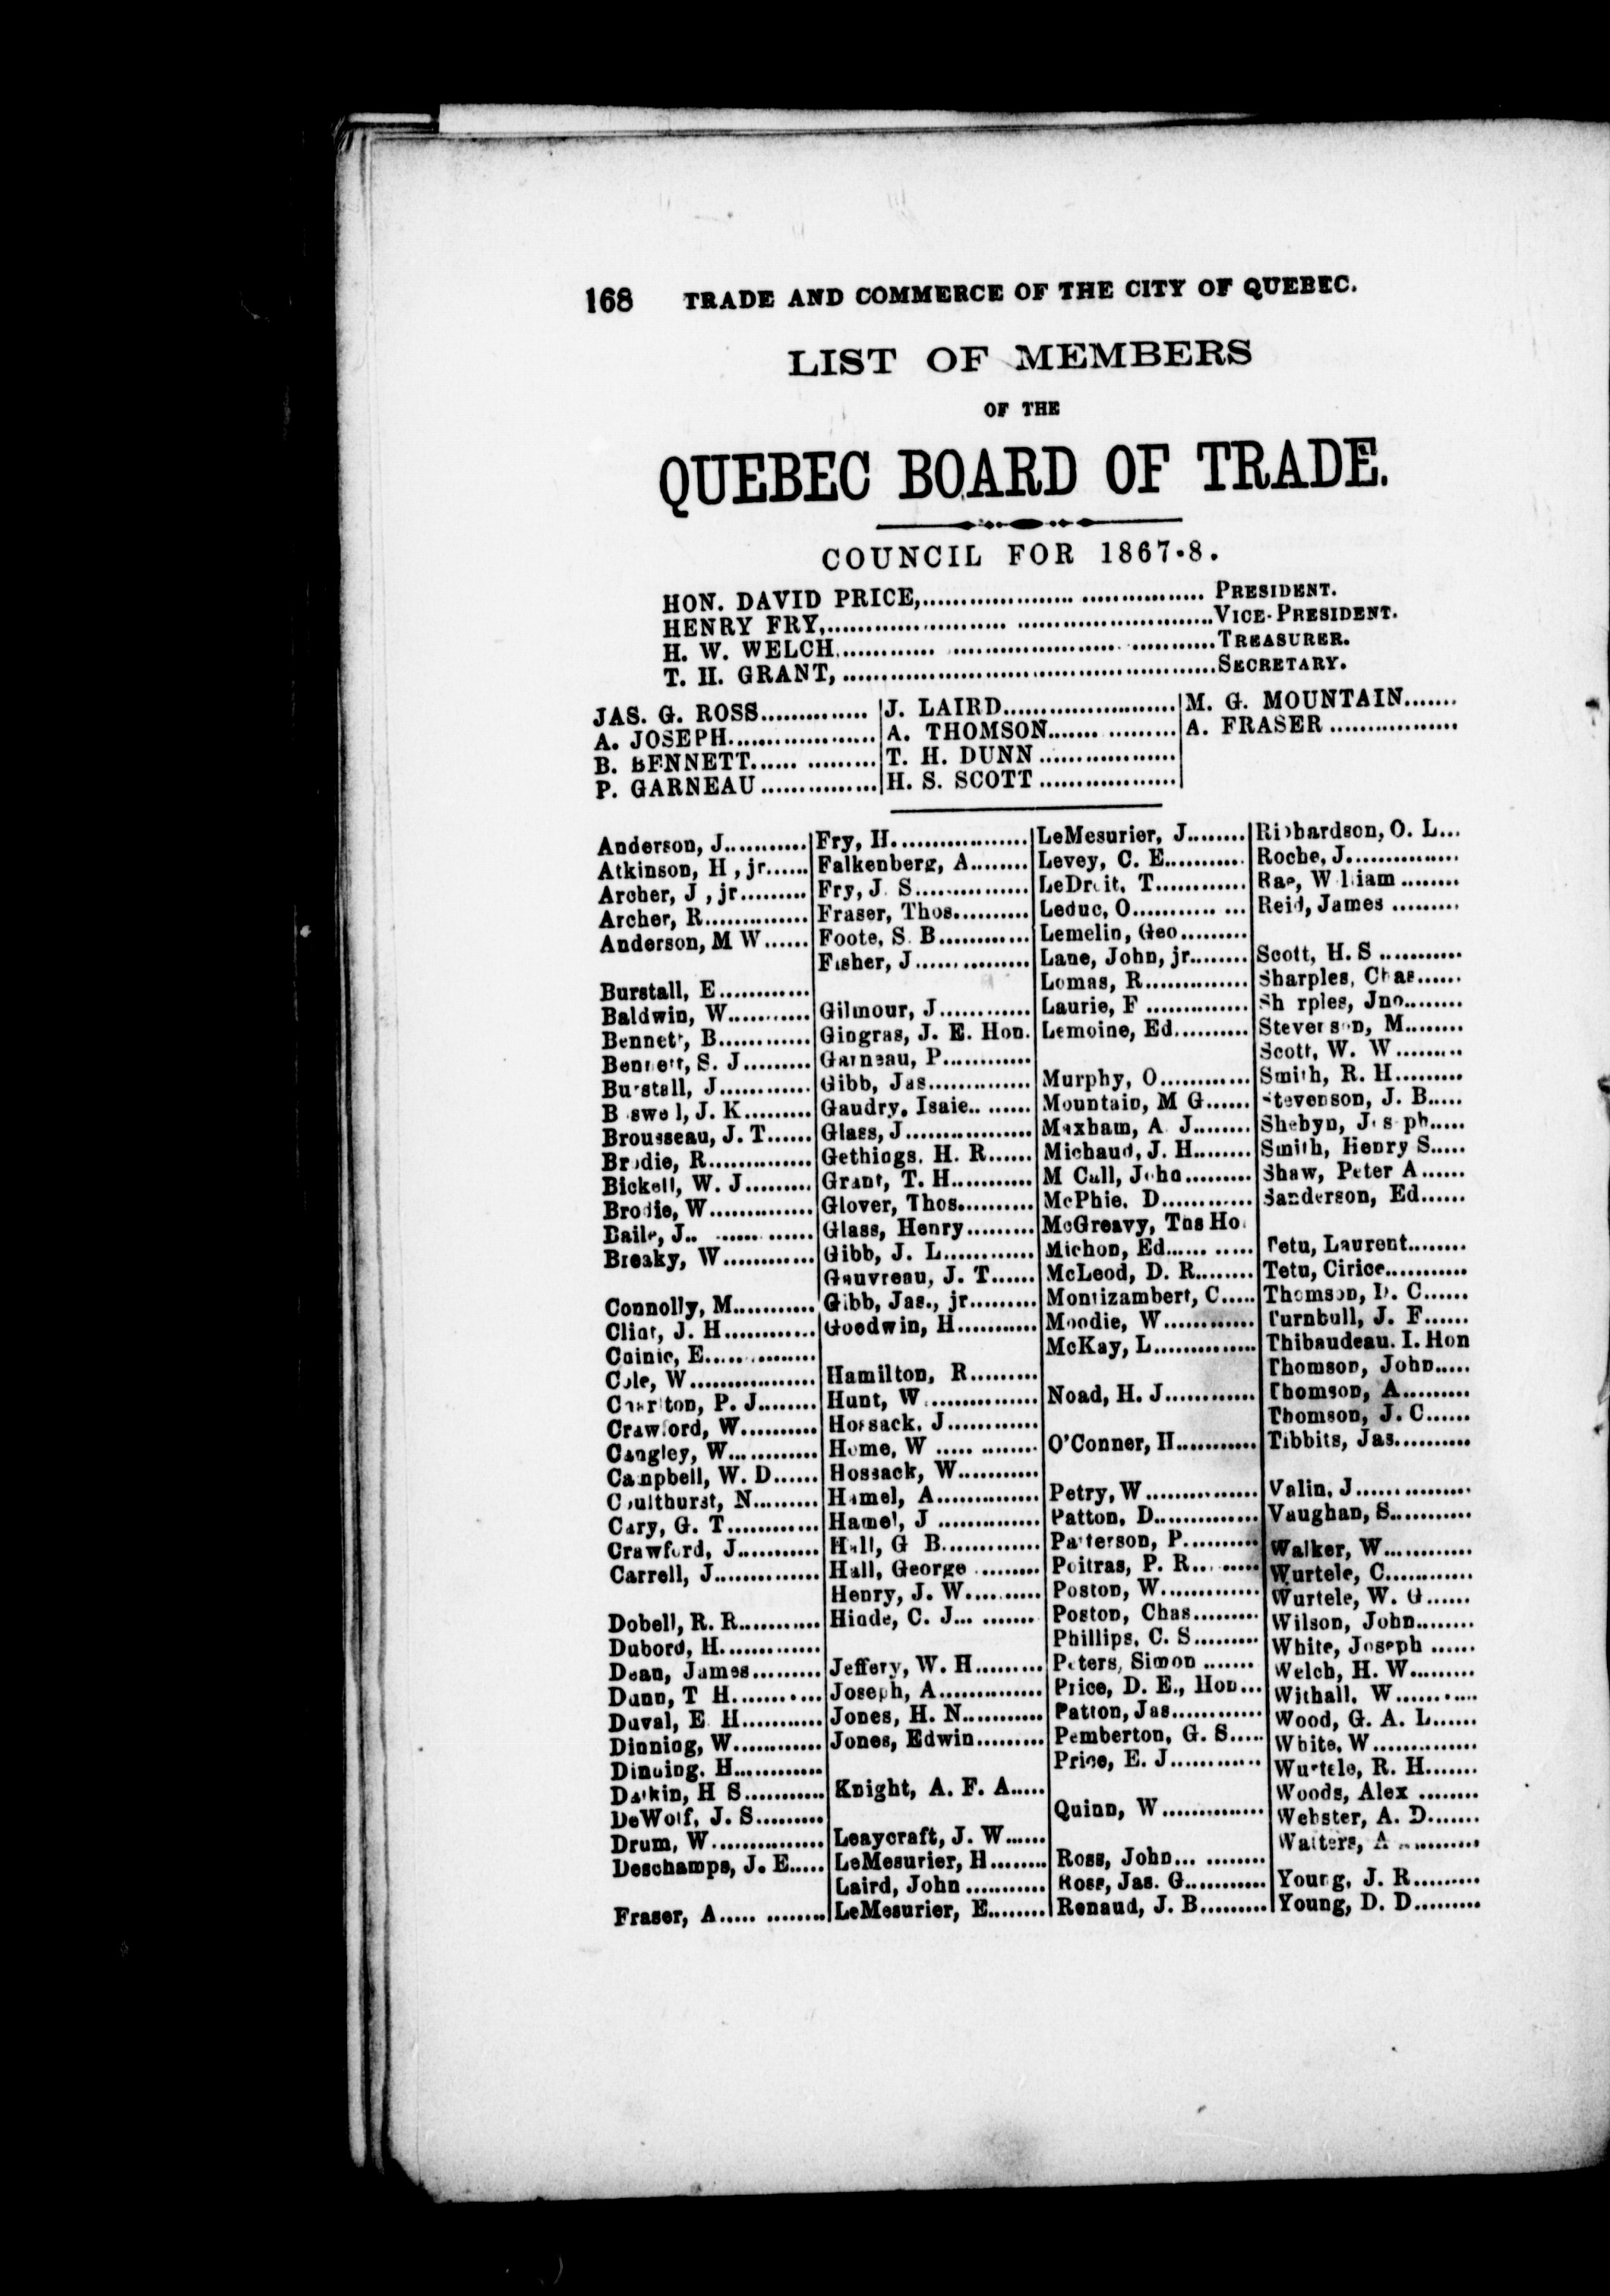 168 TRADE AND COMMERCE OF THE CITY OF QUEBEC.
LIST OF MEMBERS
OF THE
QUEBEC BOARD OF TRADE.
COUNCIL FOR 1867-8.
HON. DAVID PRICE, PRESIDENT.
HENRY FRY, VICE-PRESIDENT.
H. W. WELCH, TREASURER.
T. H. GRANT, SECRETARY.
JAS. G. ROSS
A. JOSEPH
B. BENNETT
P. GARNEAU
J. LAIRD
A. THOMSON
T. H. DUNN
H. S. SCOTT
M. G. MOUNTAIN
A. FRASER
Anderson, J
Atkinson, H, jr
Archer, J, jr
Archer, R
Anderson, M W
Burstall, E
Baldwin, W
Bennett, B
Bennett, S. J
Burstall, J
Boswell, J. K
Brousseau, J. T
Brodie, R
Bickell, W. J
Brodie, W
Baile, J
Breaky, W
Connolly, M
Clint, J. H
Coinic, E
Cole, W
Charlton, P. J
Crawford, W
Cangley, W
Campbell, W. D
Coulthurst, N
Cary, G. T
Crawford, J
Carrell, J
Dobell, R. R
Dubord, H
Dean, James
Dunn, T H
Duval, E H
Dinning, W
Dinning, H
Dalkin, H S
DeWolf, J. S
Drum, W
Deschamps, J. E
Fraser, A
Fry, H
Falkenberg, A
Fry, J. S
Fraser, Thos
Foote, S. B
Fisher, J
Gilmour, J
Gingras, J. E. Hon.
Garneau, P
Gibb, Jas
Gaudry, Isaie
Glass, J
Gethings, H. R
Grant, T. H
Glover, Thos
Glass, Henry
Gibb, J. L
Gauvreau, J. T
Gibb, Jas., jr
Goodwin, H
Hamilton, R
Hunt, W
Hossack, J
Home, W
Hossack, W
Hamel, A
Hamel, J
Hall, G B
Hall, George
Henry, J. W
Hinde, C. J
Jeffery, W. H
Joseph, A
Jones, H. N
Jones, Edwin
Knight, A. F. A
Leaycraft, J. W
LeMesurier, H
Laird, John
LeMesurier, E
LeMesurier, J
Levey, C. E
LeDroit, T
Leduc, O
Lemelin, Geo
Lane, John, jr
Lomas, R
Laurie, F
Lemoine, Ed
Murphy, O
Mountain, M G
Maxham, A J
Michaud, J. H
M Call, John
McPhie, D
McGreavy, Tns Ho
Michon, Ed
McLeod, D. R
Montizambert, C
Moodie, W
McKay, L
Noad, H. J
O'Conner, H
Petry, W
Patton, D
Patterson, P
Poitras, P. R
Poston, W
Poston, Chas
Phillips, C. S
Peters, Simon
Price, D. E., Hon
Patton, Jas
Pemberton, G. S
Price, E. J
Quinn, W
Ross, John
Ross, Jas. G
Renaud, J. B
Richardson, O. L
Roche, J
Rae, William
Reid, James
Scott, H. S
Sharples, Chas
Sharples, Jno
Stevenson, M
Scott, W. W
Smith, R. H
Stevenson, J. B
Shebyn, Joseph
Smith, Henry S
Shaw, Peter A
Sanderson, Ed
Tetu, Laurent
Tetu, Cirice
Thomson, D. C
Turnbull, J. F
Thibaudeau. I. Hon
Thomson, John
Thomson, A
Thomson, J. C
Tibbits, Jas
Valin, J
Vaughan, S
Walker, W
Wurtele, C
Wurtele, W. G
Wilson, John
White, Joseph
Welch, H. W
Withall, W
Wood, G. A. L
White, W
Wurtele, R. H
Woods, Alex
Webster, A. D
Watters, A
Young, J. R
Young, D. D